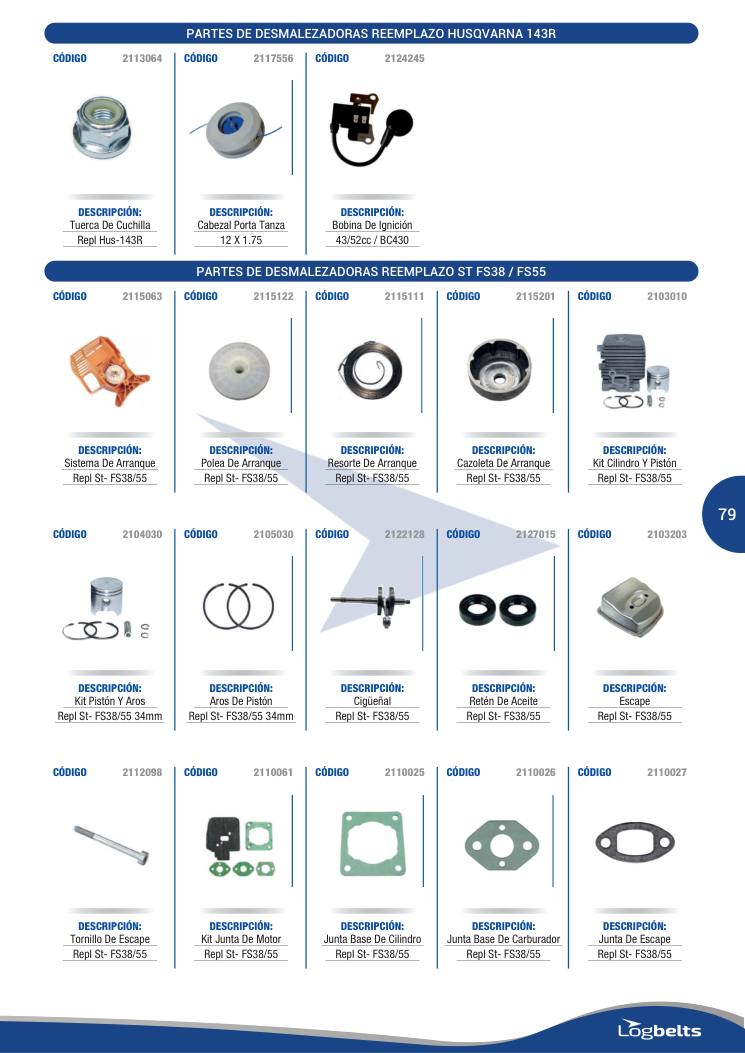 PARTES DE DESMALEZADORAS REEMPLAZO HUSQVARNA 143R
CÓDIGO 2113064
DESCRIPCIÓN:
Tuerca De Cuchilla
Repl Hus-143R
CÓDIGO 2117556
DESCRIPCIÓN:
Cabezal Porta Tanza
12 X 1.75
CÓDIGO 2124245
DESCRIPCIÓN:
Bobina De Ignición
43/52cc / BC430
PARTES DE DESMALEZADORAS REEMPLAZO ST FS38 / FS55
CÓDIGO 2115063
DESCRIPCIÓN:
Sistema De Arranque
Repl St- FS38/55
CÓDIGO 2115122
DESCRIPCIÓN:
Polea De Arranque
Repl St- FS38/55
CÓDIGO 2115111
DESCRIPCIÓN:
Resorte De Arranque
Repl St- FS38/55
CÓDIGO 2115201
DESCRIPCIÓN:
Cazoleta De Arranque
Repl St- FS38/55
CÓDIGO 2103010
DESCRIPCIÓN:
Kit Cilindro Y Pistón
Repl St- FS38/55
79
CÓDIGO 2104030
DESCRIPCIÓN:
Kit Pistón Y Aros
Repl St- FS38/55 34mm
CÓDIGO 2105030
DESCRIPCIÓN:
Aros De Pistón
Repl St- FS38/55 34mm
CÓDIGO 2122128
DESCRIPCIÓN:
Cigüeñal
Repl St- FS38/55
CÓDIGO 2127015
DESCRIPCIÓN:
Retén De Aceite
Repl St- FS38/55
CÓDIGO 2103203
DESCRIPCIÓN:
Escape
Repl St- FS38/55
CÓDIGO 2112098
DESCRIPCIÓN:
Tornillo De Escape
Repl St- FS38/55
CÓDIGO 2110061
DESCRIPCIÓN:
Kit Junta De Motor
Repl St- FS38/55
CÓDIGO 2110025
DESCRIPCIÓN:
Junta Base De Cilindro
Repl St- FS38/55
CÓDIGO 2110026
DESCRIPCIÓN:
Junta Base De Carburador
Repl St- FS38/55
CÓDIGO 2110027
DESCRIPCIÓN:
Junta De Escape
Repl St- FS38/55
Logbelts